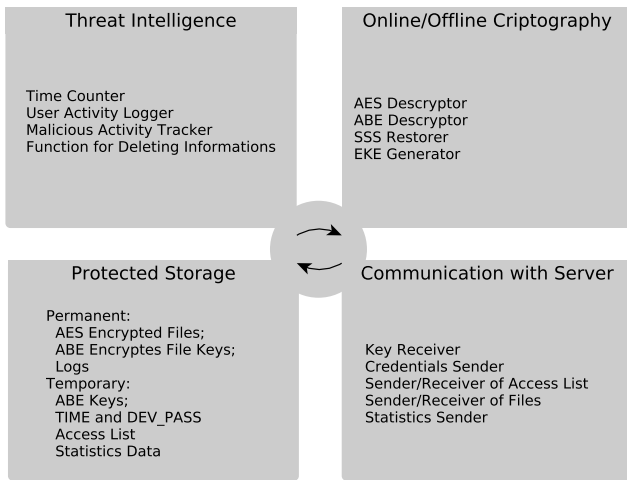 Threat Intelligence
Time Counter
User Activity Logger
Malicious Activity Tracker
Function for Deleting Informations
Online/Offline Criptography
AES Descryptor
ABE Descryptor
SSS Restorer
EKE Generator
Protected Storage
Permanent:
AES Encrypted Files;
ABE Encryptes File Keys;
Logs
Temporary:
ABE Keys;
TIME and DEV_PASS
Access List
Statistics Data
Communication with Server
Key Receiver
Credentials Sender
Sender/Receiver of Access List
Sender/Receiver of Files
Statistics Sender